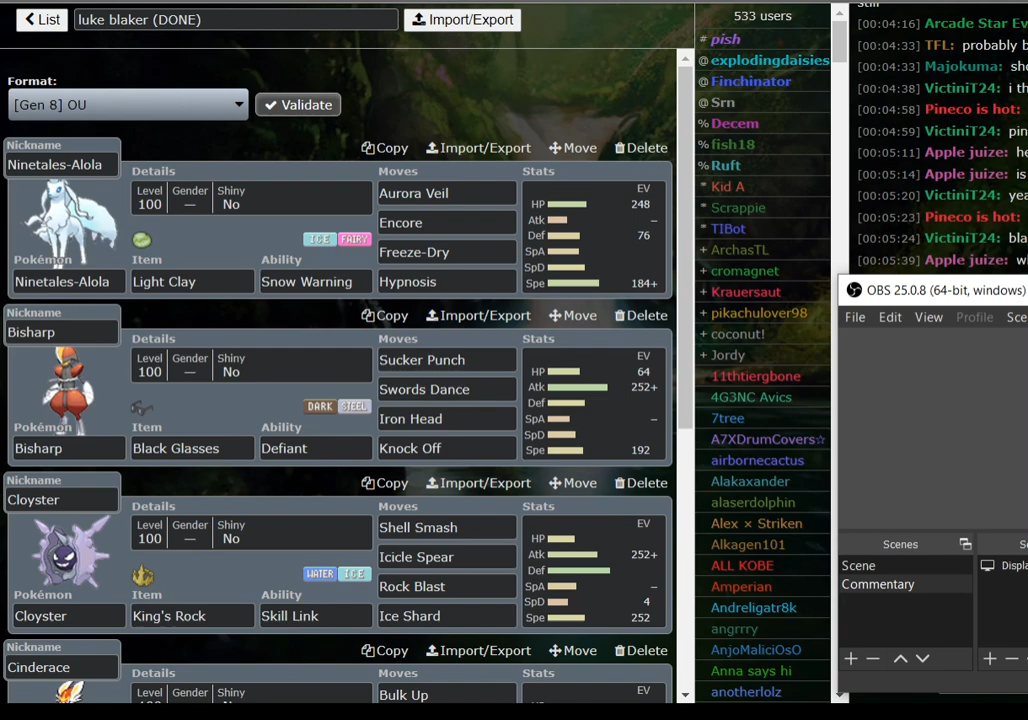 List
luke blaker (DONE)
Import/Export
Format:
[Gen 8] OU
Validate
Nickname
Ninetales-Alola
Copy Import/Export Move Delete
Details
Level Gender Shiny
100 — No
ICE FAIRY
Pokémon Item Ability
Ninetales-Alola Light Clay Snow Warning
Moves
Aurora Veil
Encore
Freeze-Dry
Hypnosis
Stats
EV
HP 248
Atk –
Def 76
SpA
SpD
Spe 184+
Nickname
Bisharp
Copy Import/Export Move Delete
Details
Level Gender Shiny
100 — No
DARK STEEL
Pokémon Item Ability
Bisharp Black Glasses Defiant
Moves
Sucker Punch
Swords Dance
Iron Head
Knock Off
Stats
EV
HP 64
Atk 252+
Def
SpA –
SpD
Spe 192
Nickname
Cloyster
Copy Import/Export Move Delete
Details
Level Gender Shiny
100 — No
WATER ICE
Pokémon Item Ability
Cloyster King's Rock Skill Link
Moves
Shell Smash
Icicle Spear
Rock Blast
Ice Shard
Stats
EV
HP
Atk 252+
Def
SpA –
SpD 4
Spe 252
Nickname
Cinderace
Copy Import/Export Move Delete
Details
Moves
Bulk Up
Stats
EV
533 users
# pish
@ explodingdaisies
@ Finchinator
@ Srn
% Decem
% fish18
% Ruft
* Kid A
* Scrappie
* TIBot
+ ArchasTL
+ cromagnet
+ Krauersaut
+ pikachulover98
+ coconut!
+ Jordy
11thtiergbone
4G3NC Avics
7tree
A7XDrumCovers☆
airbornecactus
Alakaxander
alaserdolphin
Alex × Striken
Alkagen101
ALL KOBE
Amperian
Andreligatr8k
angrrry
AnjoMaliciOsO
Anna says hi
anotherlolz
still
[00:04:16] Arcade Star Ev
[00:04:33] TFL: probably b
[00:04:33] Majokuma: sho
[00:04:38] VictiniT24: i th
[00:04:58] Pineco is hot:
[00:04:59] VictiniT24: pin
[00:05:11] Apple juize: he
[00:05:14] Apple juize: is
[00:05:20] VictiniT24: yea
[00:05:23] Pineco is hot:
[00:05:24] VictiniT24: bla
[00:05:39] Apple juize: w
OBS 25.0.8 (64-bit, windows)
File Edit View Profile Sce
Scenes
Scene
Commentary
Displa